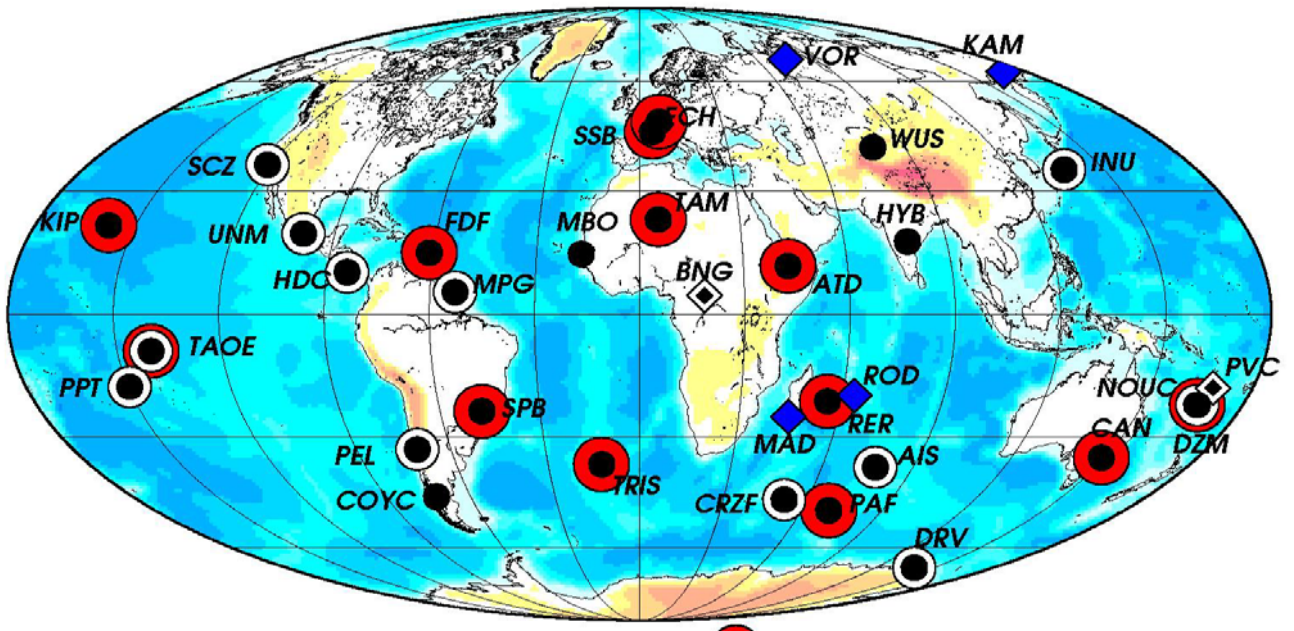 KAM
VOR
ECH
SSB
WUS
SCZ
INU
KIP
UNM
FDF
MBO
TAM
HYB
HDC
MPG
BNG
ATD
TAOE
PPT
ROD
NOUC
PVC
SPB
RER
CAN
MAD
DZM
PEL
AIS
TRIS
COYC
CRZF
PAF
DRV